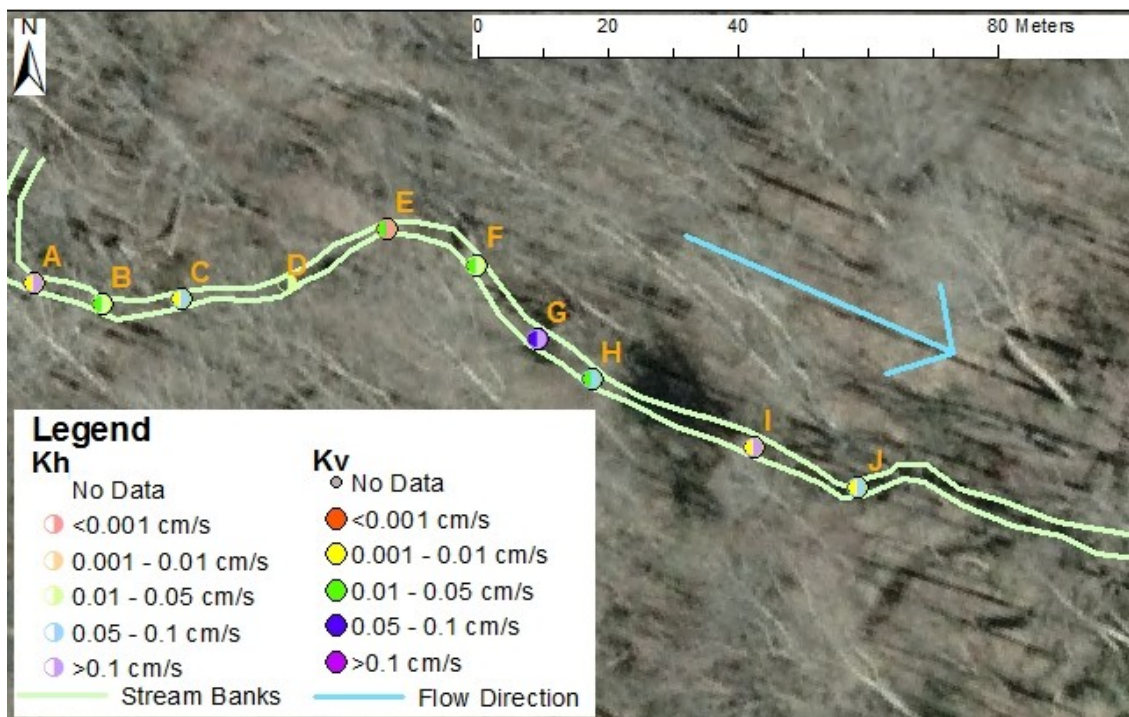 N
0 20 40 80 Meters
A
B
C
D
E
F
G
H
I
J
Legend
Kh
No Data
<0.001 cm/s
0.001 - 0.01 cm/s
0.01 - 0.05 cm/s
0.05 - 0.1 cm/s
>0.1 cm/s
Stream Banks
Kv
No Data
<0.001 cm/s
0.001 - 0.01 cm/s
0.01 - 0.05 cm/s
0.05 - 0.1 cm/s
>0.1 cm/s
Flow Direction